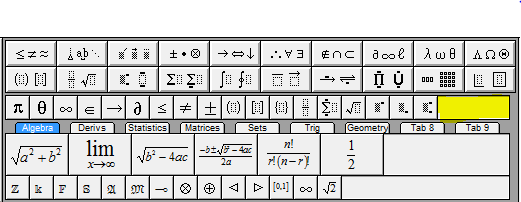 ≤ ≠ ≈ ∴ ab ± • ⊗ → ⇔ ↓ ∴ ∀ ∃ ∉ ∩ ⊂ ∂ ∞ ℓ λ ω θ Λ Ω ⊗
Σ Π ∫ ∮
π θ ∞ ∈ → ∂ ≤ ≠ ±
Algebra Derivs Statistics Matrices Sets Trig Geometry Tab 8 Tab 9
√a²+b² lim x→∞ √b²−4ac −b±√b²−4ac / 2a n! / r!(n−r)! 1/2
ℤ 𝕜 𝔽 𝕊 𝔄 𝔐 ⊸ ⊗ ⊕ ◁ ▷ [0,1] ∞ √2